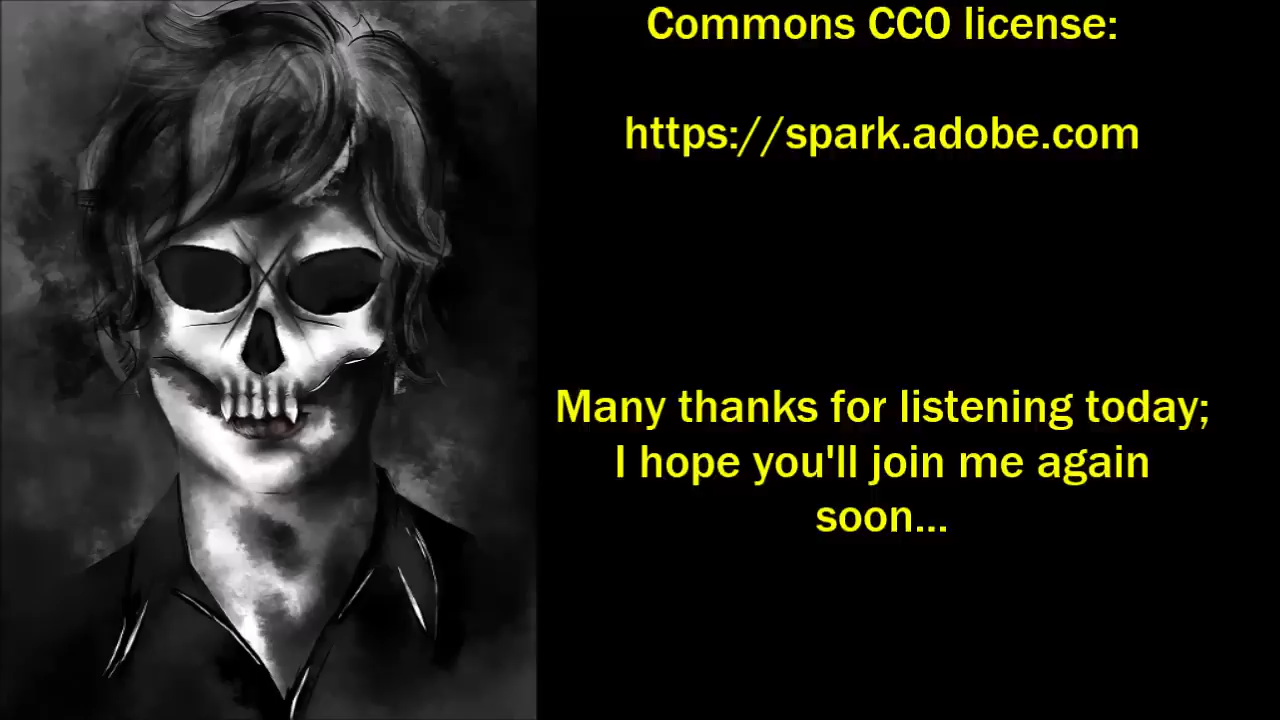 Commons CC0 license:
https://spark.adobe.com
Many thanks for listening today;
I hope you'll join me again
soon...